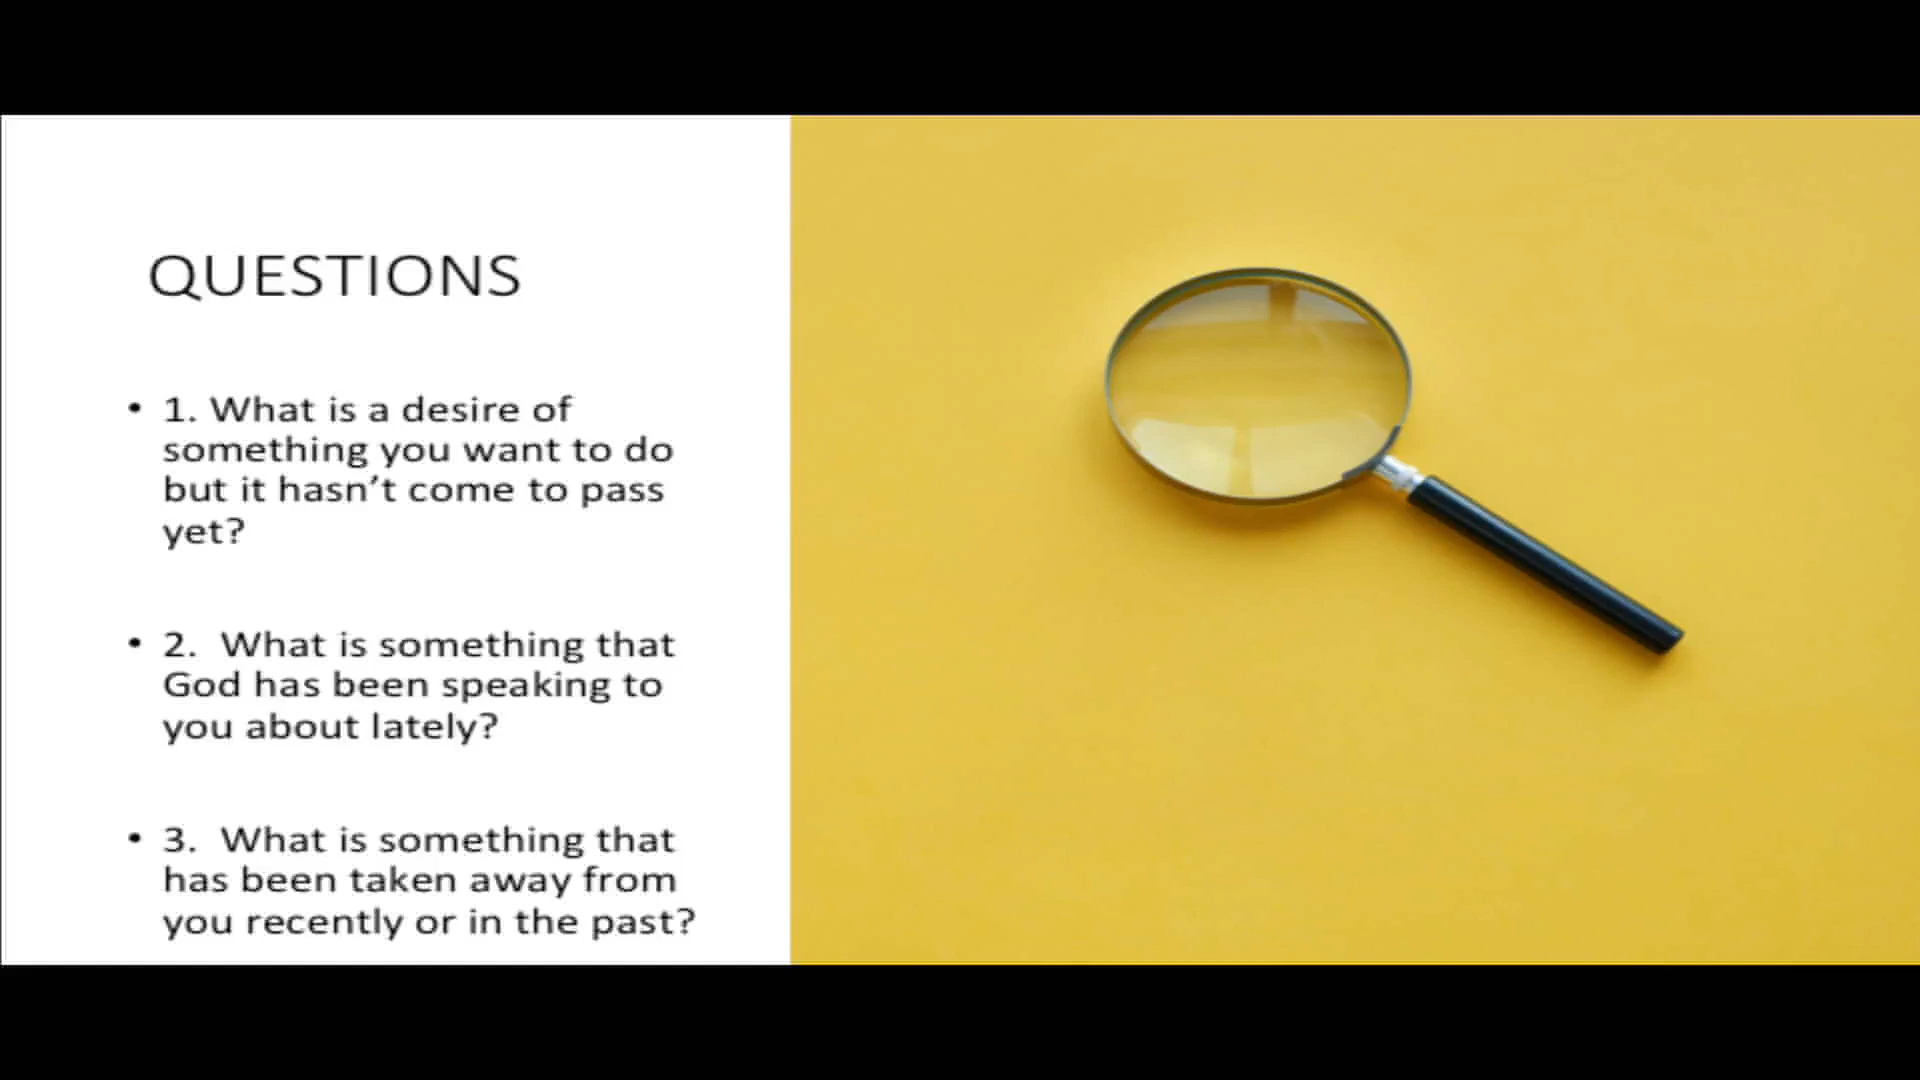 QUESTIONS
• 1. What is a desire of
something you want to do
but it hasn’t come to pass
yet?
• 2.  What is something that
God has been speaking to
you about lately?
• 3.  What is something that
has been taken away from
you recently or in the past?